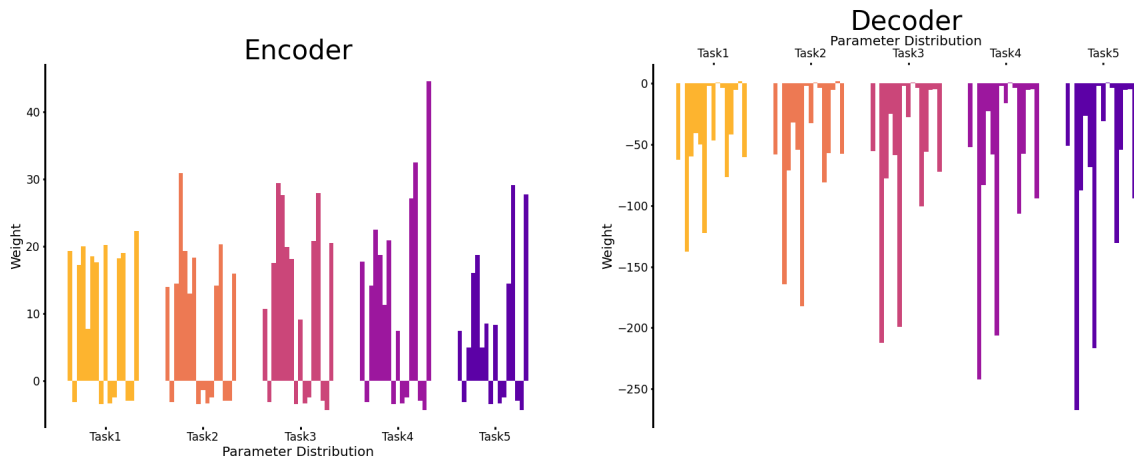 Encoder
Weight
40
30
20
10
0
Task1 Task2 Task3 Task4 Task5
Parameter Distribution
Decoder
Parameter Distribution
Task1 Task2 Task3 Task4 Task5
Weight
0
−50
−100
−150
−200
−250